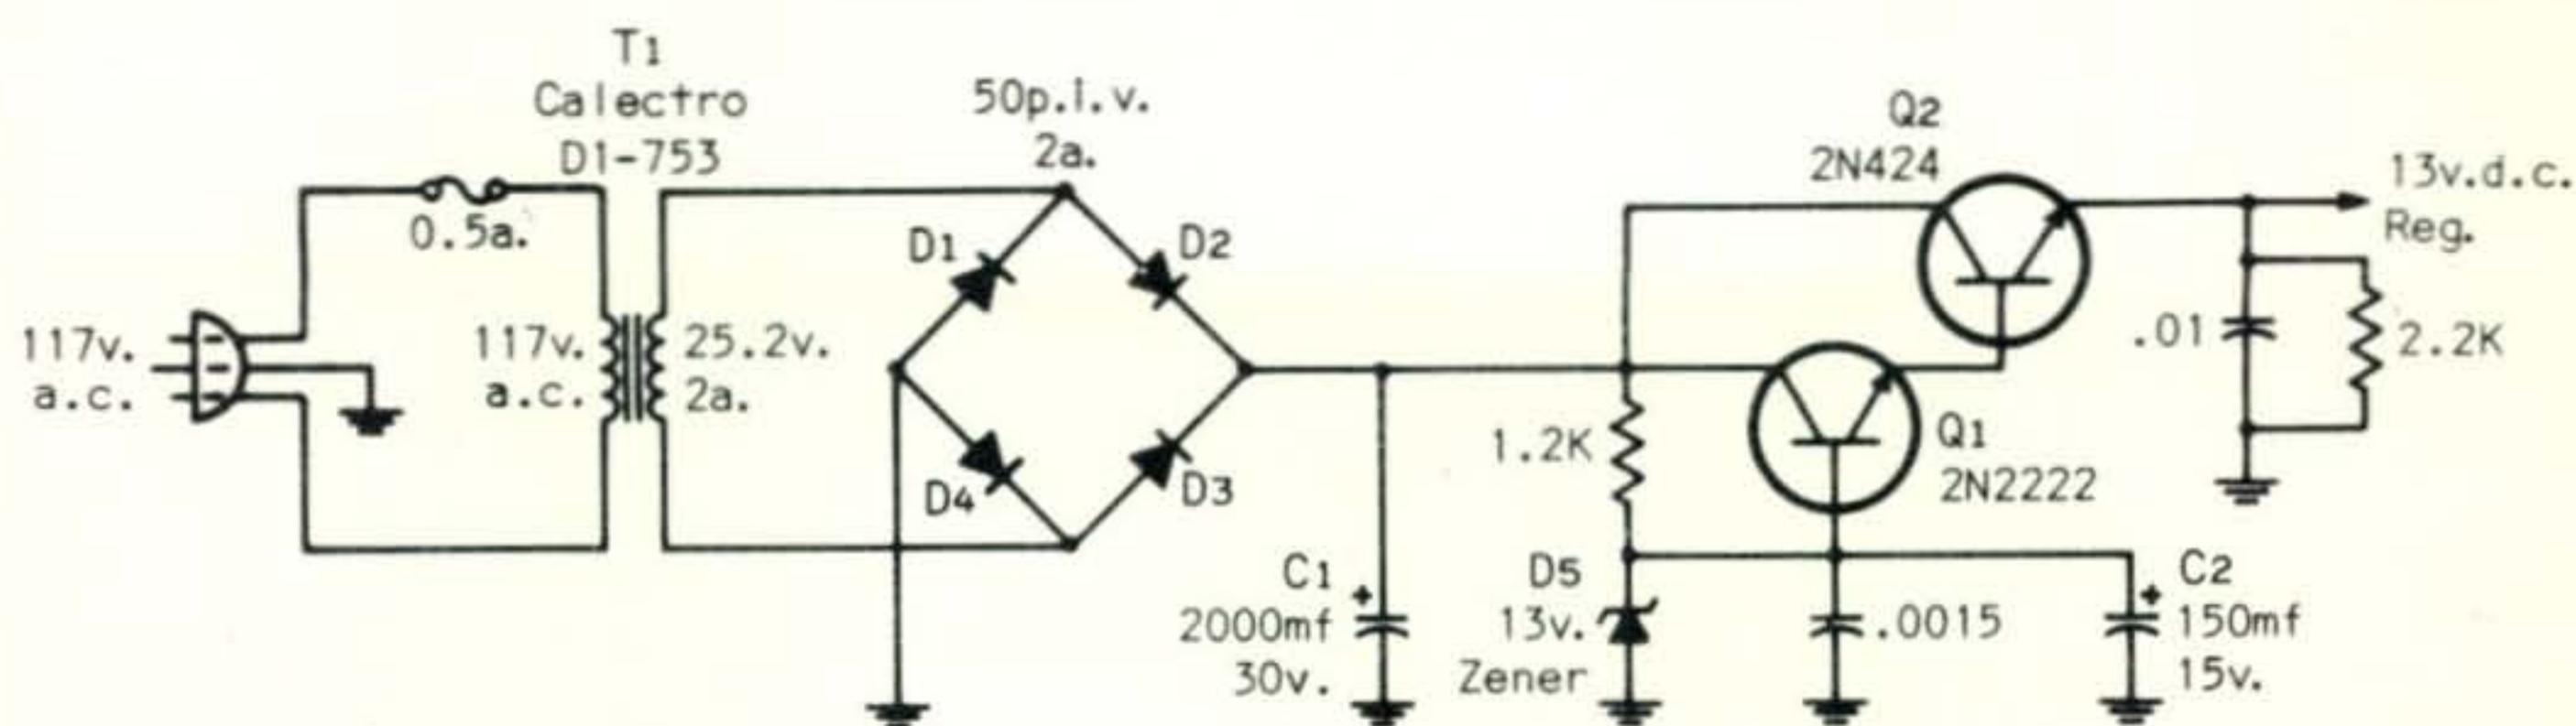 T1
Calectro
D1-753
50p.i.v.
2a.
Q2
2N424
13v.d.c.
Reg.
0.5a.
D1
D2
117v.
a.c.
117v.
a.c.
25.2v.
2a.
.01
2.2K
1.2K
Q1
2N2222
D4
D3
C1
2000mf
30v.
+
D5
13v.
Zener
.0015
+
C2
150mf
15v.